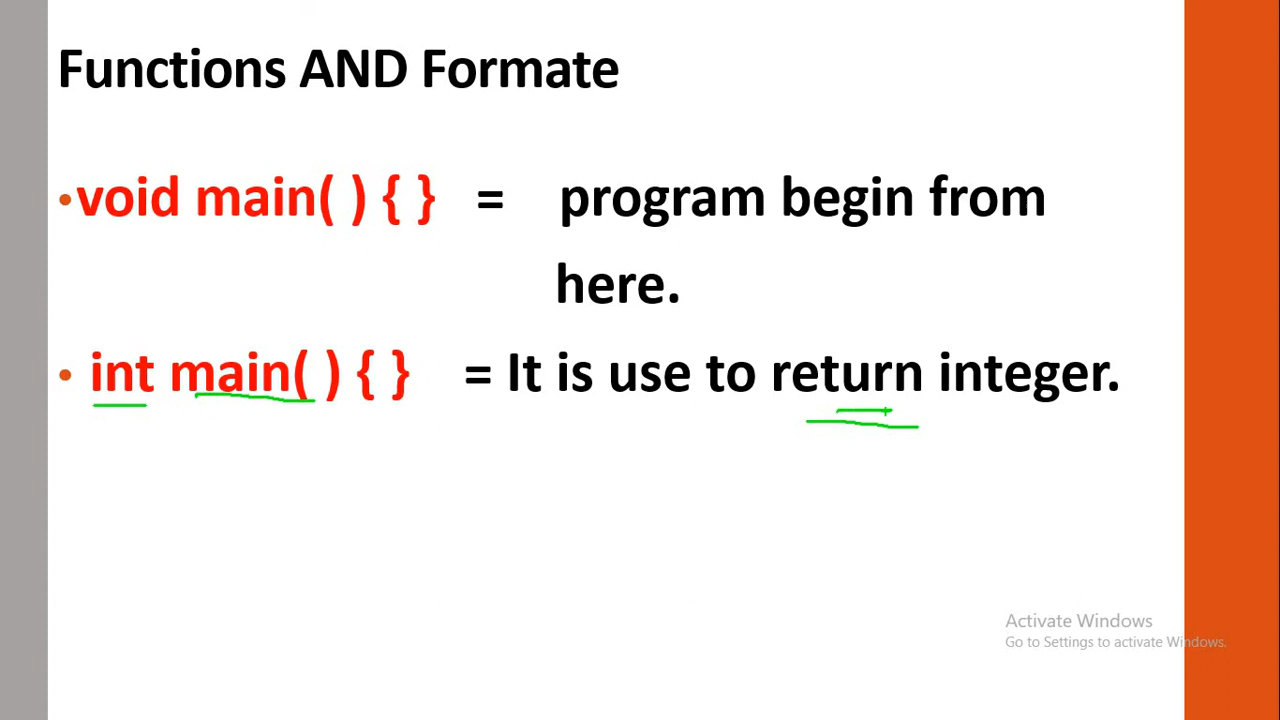 Functions AND Formate
•void main( ) { } = program begin from
here.
• int main( ) { } = It is use to return integer.
Activate Windows
Go to Settings to activate Windows.